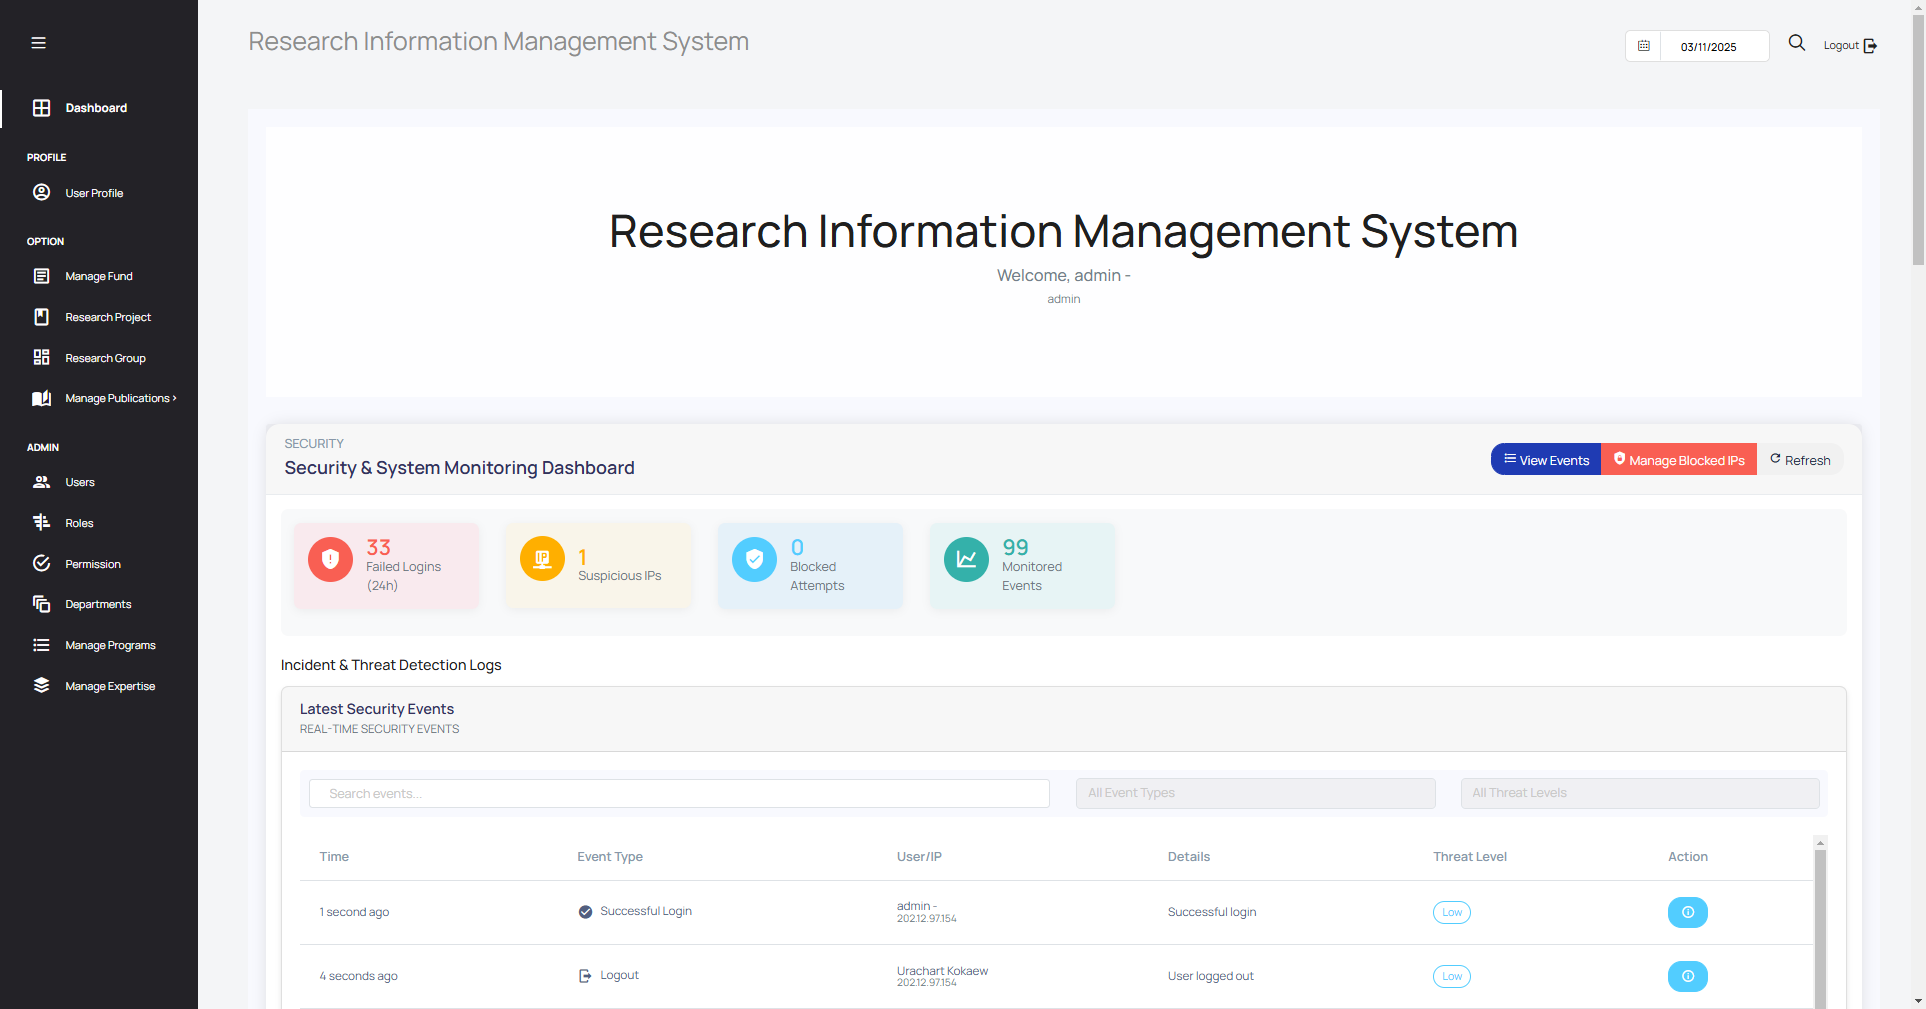 Research Information Management System
03/11/2025
Logout
Dashboard
PROFILE
User Profile
OPTION
Manage Fund
Research Project
Research Group
Manage Publications ›
ADMIN
Users
Roles
Permission
Departments
Manage Programs
Manage Expertise
Research Information Management System
Welcome, admin -
admin
SECURITY
Security & System Monitoring Dashboard
View Events
Manage Blocked IPs
Refresh
33
Failed Logins
(24h)
IP
1
Suspicious IPs
0
Blocked
Attempts
99
Monitored
Events
Incident & Threat Detection Logs
Latest Security Events
REAL-TIME SECURITY EVENTS
Search events...
All Event Types
All Threat Levels
Time Event Type User/IP Details Threat Level Action
1 second ago Successful Login admin - Successful login Low
202.12.97.154
4 seconds ago Logout Urachart Kokaew User logged out Low
202.12.97.154